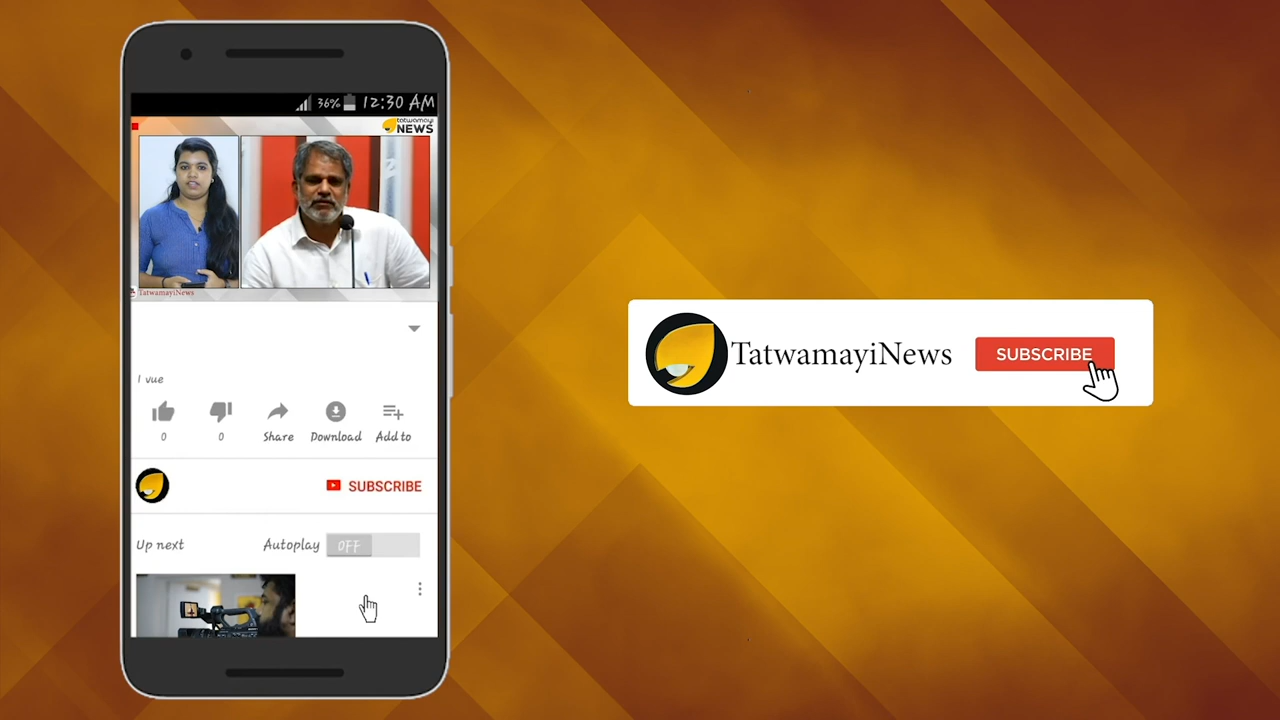 36% 12:30 AM
tatwamayi
NEWS
TatwamayiNews
1 vue
0 0 Share Download Add to
SUBSCRIBE
Up next Autoplay OFF
TatwamayiNews SUBSCRIBE